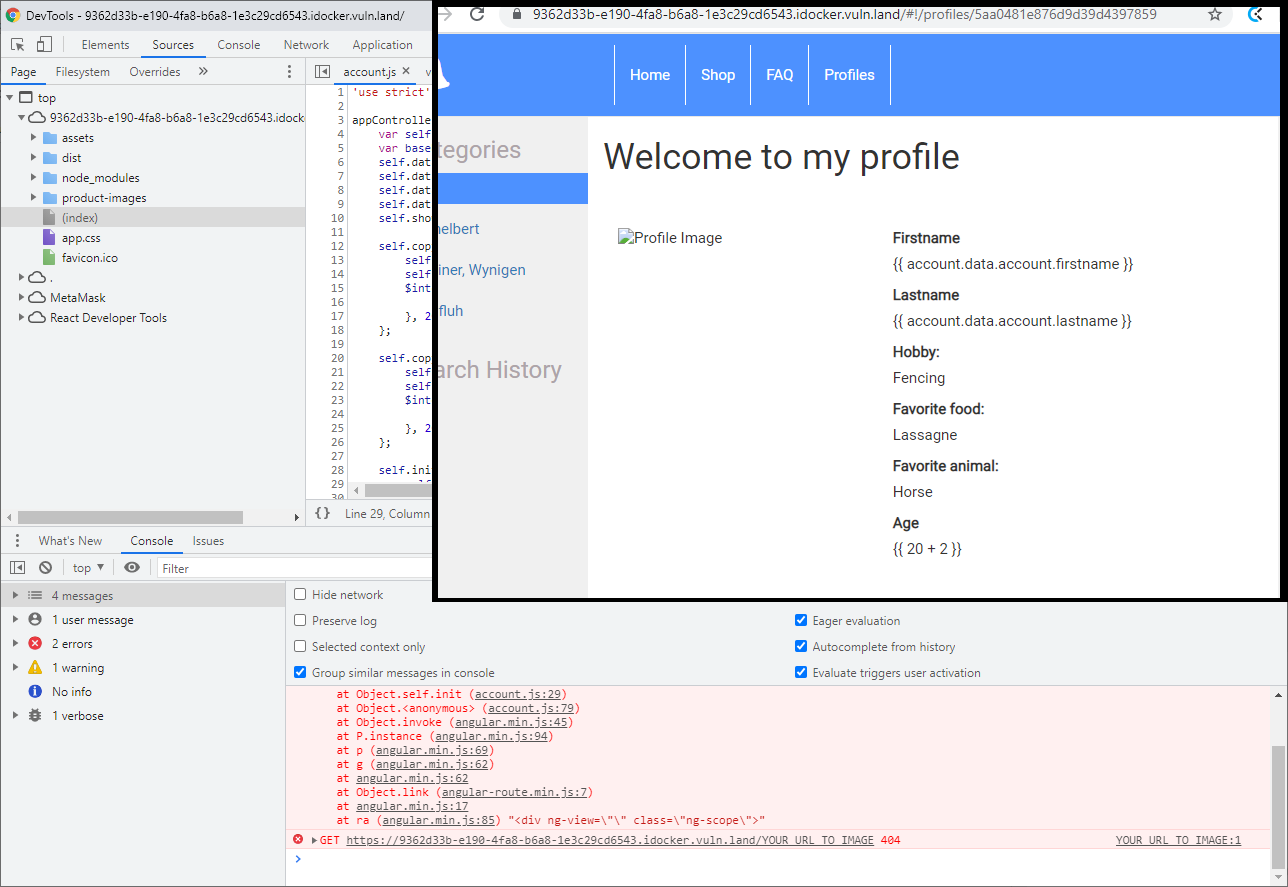 DevTools - 9362d33b-e190-4fa8-b6a8-1e3c29cd6543.idocker.vuln.land/
Elements Sources Console Network Application
Page Filesystem Overrides »
account.js ×
top
9362d33b-e190-4fa8-b6a8-1e3c29cd6543.idock
assets
dist
node_modules
product-images
(index)
app.css
favicon.ico
.
MetaMask
React Developer Tools
1 'use strict'
2
3 appControlle
4 var self
5 var base
6 self.dat
7 self.dat
8 self.dat
9 self.dat
10 self.sho
11
12 self.cop
13 self
14 self
15 $int
16
17 }, 2
18 };
19
20 self.cop
21 self
22 self
23 $int
24
25 }, 2
26 };
27
28 self.ini
29
30
{} Line 29, Column
9362d33b-e190-4fa8-b6a8-1e3c29cd6543.idocker.vuln.land/#!/profiles/5aa0481e876d9d39d4397859
Home Shop FAQ Profiles
tegories
elbert
iner, Wynigen
fluh
arch History
Welcome to my profile
Profile Image
Firstname
{{ account.data.account.firstname }}
Lastname
{{ account.data.account.lastname }}
Hobby:
Fencing
Favorite food:
Lassagne
Favorite animal:
Horse
Age
{{ 20 + 2 }}
What's New Console Issues
top ▼ Filter
4 messages
1 user message
2 errors
1 warning
No info
1 verbose
Hide network
Preserve log
Selected context only
Group similar messages in console
Eager evaluation
Autocomplete from history
Evaluate triggers user activation
at Object.self.init (account.js:29)
at Object.<anonymous> (account.js:79)
at Object.invoke (angular.min.js:45)
at P.instance (angular.min.js:94)
at p (angular.min.js:69)
at g (angular.min.js:62)
at angular.min.js:62
at Object.link (angular-route.min.js:7)
at angular.min.js:17
at ra (angular.min.js:85) "<div ng-view=\"\" class=\"ng-scope\">"
GET https://9362d33b-e190-4fa8-b6a8-1e3c29cd6543.idocker.vuln.land/YOUR_URL_TO_IMAGE 404 YOUR_URL_TO_IMAGE:1